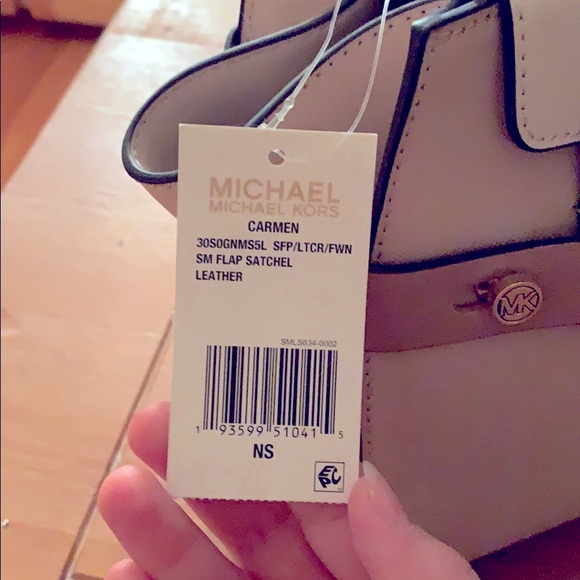 MICHAEL
MICHAEL KORS
CARMEN
30S0GNMS5L SFP/LTCR/FWN
SM FLAP SATCHEL
LEATHER
SMLS634-0002
1 93599 51041 5
NS
EPC
MK